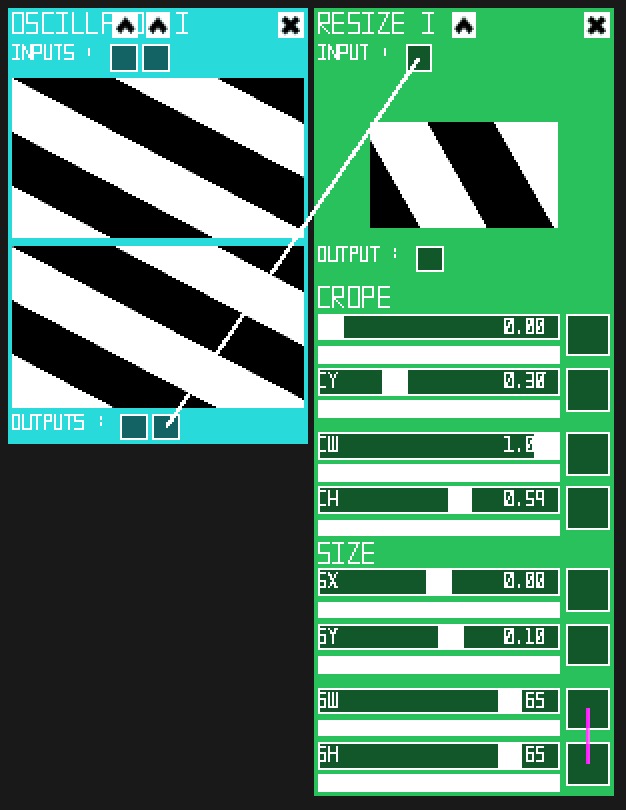 OSCILLATOR I
INPUTS :
OUTPUTS :
RESIZE I
INPUT :
OUTPUT :
CROPE
0.00
CY 0.30
CW 1.0
CH 0.59
SIZE
SX 0.00
SY 0.10
SW 65
SH 65